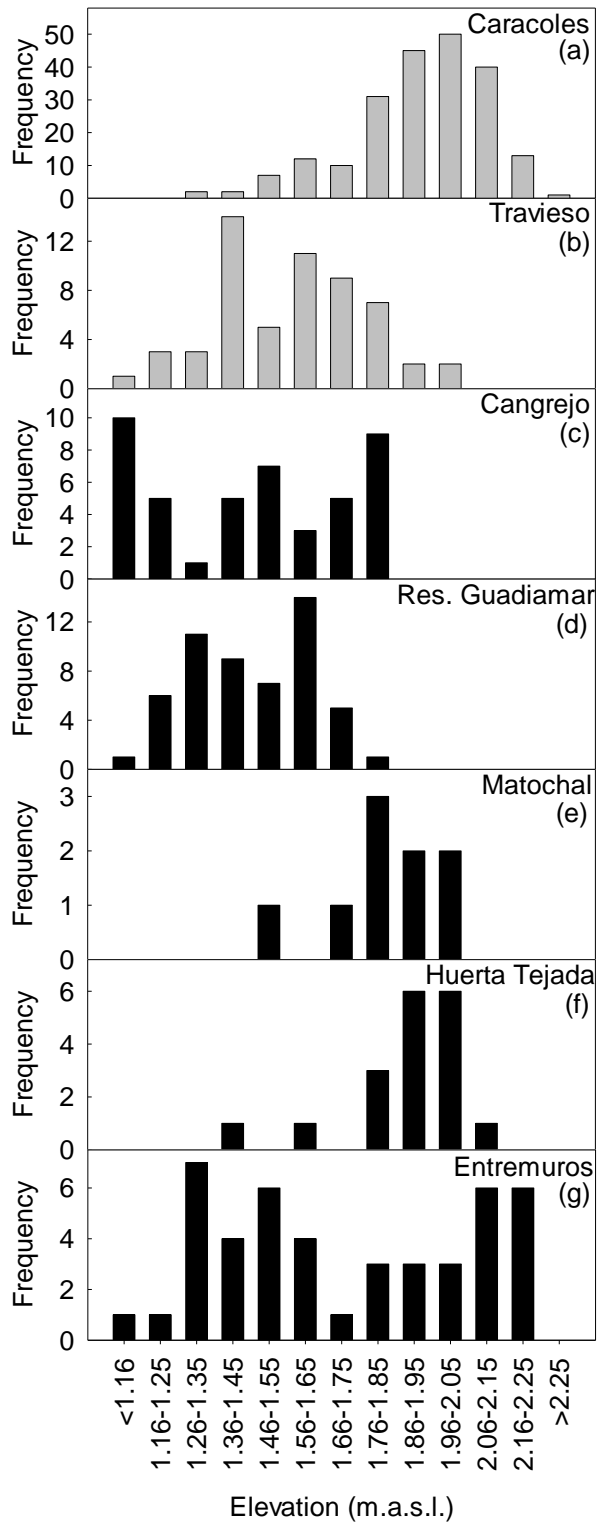 Caracoles
(a)
50
40
30
20
10
0
Frequency
Travieso
(b)
12
8
4
0
Frequency
Cangrejo
(c)
10
8
6
4
2
0
Frequency
Res. Guadiamar
(d)
12
8
4
0
Frequency
Matochal
(e)
3
2
1
0
Frequency
Huerta Tejada
(f)
6
4
2
0
Frequency
Entremuros
(g)
6
4
2
0
Frequency
<1.16
1.16-1.25
1.26-1.35
1.36-1.45
1.46-1.55
1.56-1.65
1.66-1.75
1.76-1.85
1.86-1.95
1.96-2.05
2.06-2.15
2.16-2.25
>2.25
Elevation (m.a.s.l.)